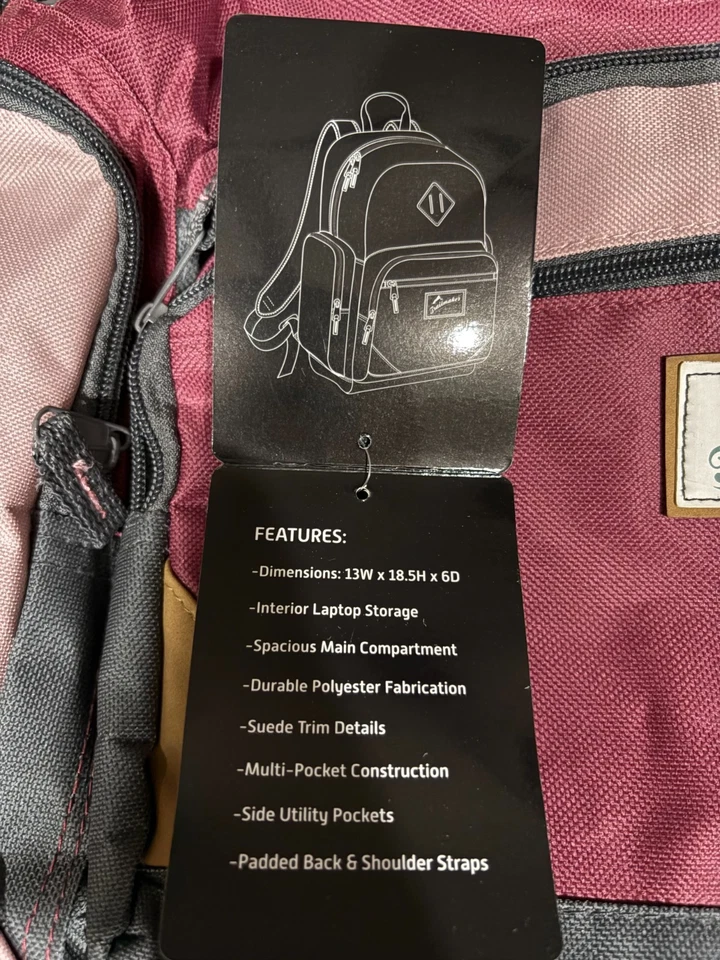 FEATURES:
-Dimensions: 13W x 18.5H x 6D
-Interior Laptop Storage
-Spacious Main Compartment
-Durable Polyester Fabrication
-Suede Trim Details
-Multi-Pocket Construction
-Side Utility Pockets
-Padded Back & Shoulder Straps